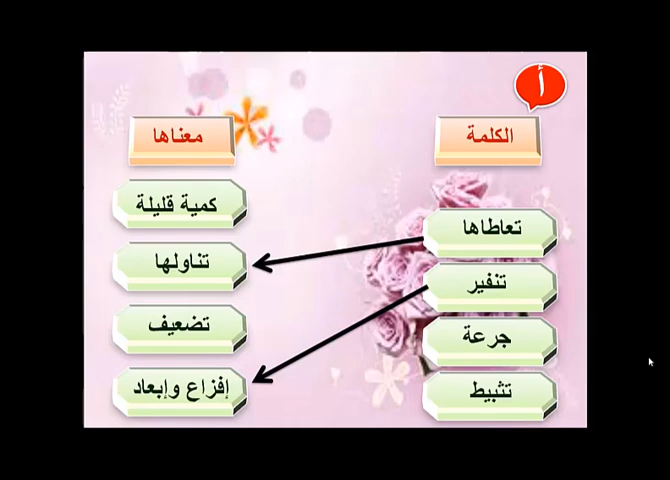 أ
الكلمة
معناها
كمية قليلة
تعاطاها
تناولها
تنفير
تضعيف
جرعة
إفزاع وإبعاد
تثبيط